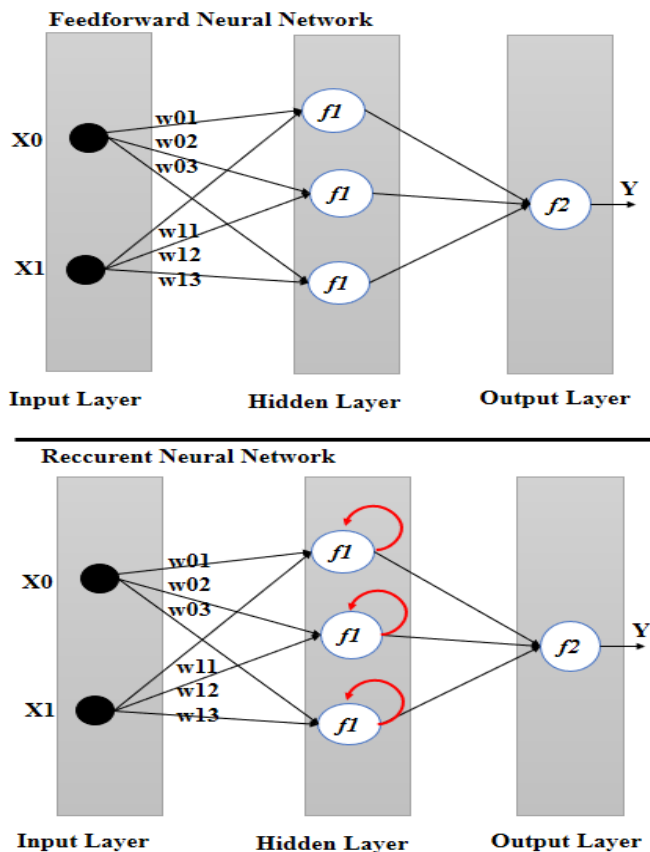 Feedforward Neural Network
w01
X0
w02
w03
f1
f1
f1
Y
f2
w11
X1
w12
w13
Input Layer
Hidden Layer
Output Layer
Reccurent Neural Network
w01
X0
w02
w03
f1
f1
f1
Y
f2
w11
w12
X1
w13
Input Layer
Hidden Layer
Output Layer